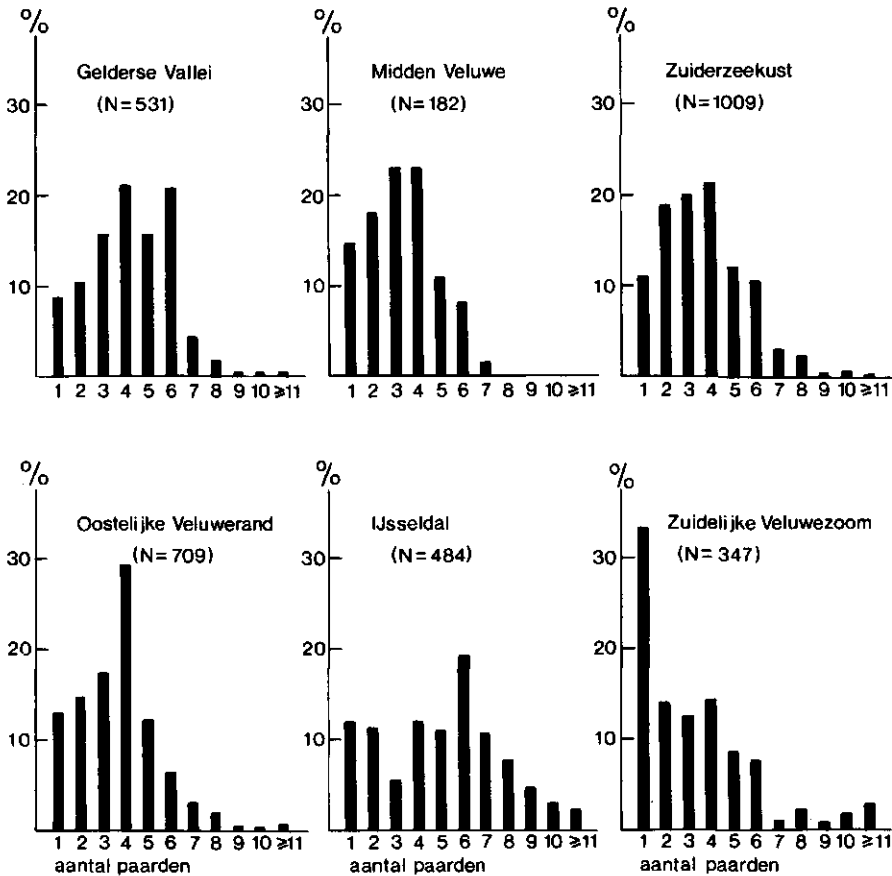 %
Gelderse Vallei
(N=531)
30
20
10
1 2 3 4 5 6 7 8 9 10 ≥11
%
Midden Veluwe
(N=182)
30
20
10
1 2 3 4 5 6 7 8 9 10 ≥11
%
Zuiderzeekust
(N=1009)
30
20
10
1 2 3 4 5 6 7 8 9 10 ≥11
%
Oostelijke Veluwerand
(N=709)
30
20
10
1 2 3 4 5 6 7 8 9 10 ≥11
aantal paarden
%
IJsseldal
(N=484)
30
20
10
1 2 3 4 5 6 7 8 9 10 ≥11
aantal paarden
%
Zuidelijke Veluwezoom
(N=347)
30
20
10
1 2 3 4 5 6 7 8 9 10 ≥11
aantal paarden